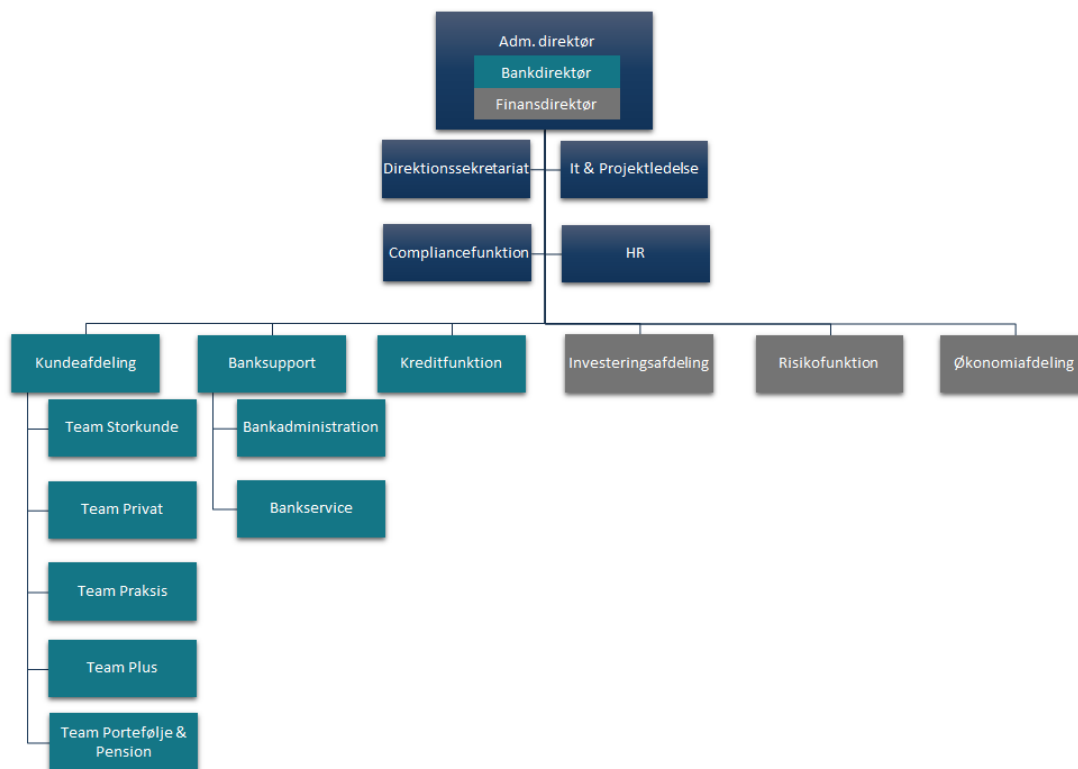 Adm. direktør
Bankdirektør
Finansdirektør
Direktionssekretariat
It & Projektledelse
Compliancefunktion
HR
Kundeafdeling
Banksupport
Kreditfunktion
Investeringsafdeling
Risikofunktion
Økonomiafdeling
Team Storkunde
Bankadministration
Team Privat
Bankservice
Team Praksis
Team Plus
Team Portefølje &
Pension